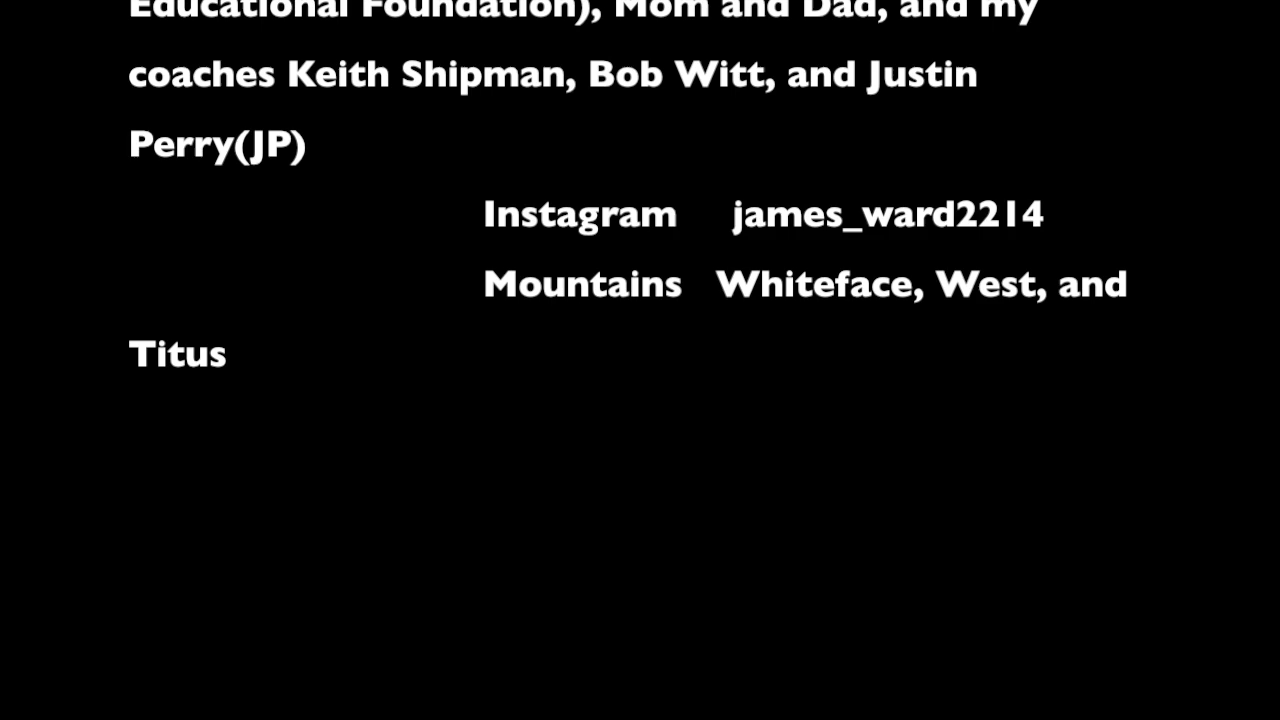 Educational Foundation), Mom and Dad, and my
coaches Keith Shipman, Bob Witt, and Justin
Perry(JP)
Instagram james_ward2214
Mountains Whiteface, West, and
Titus